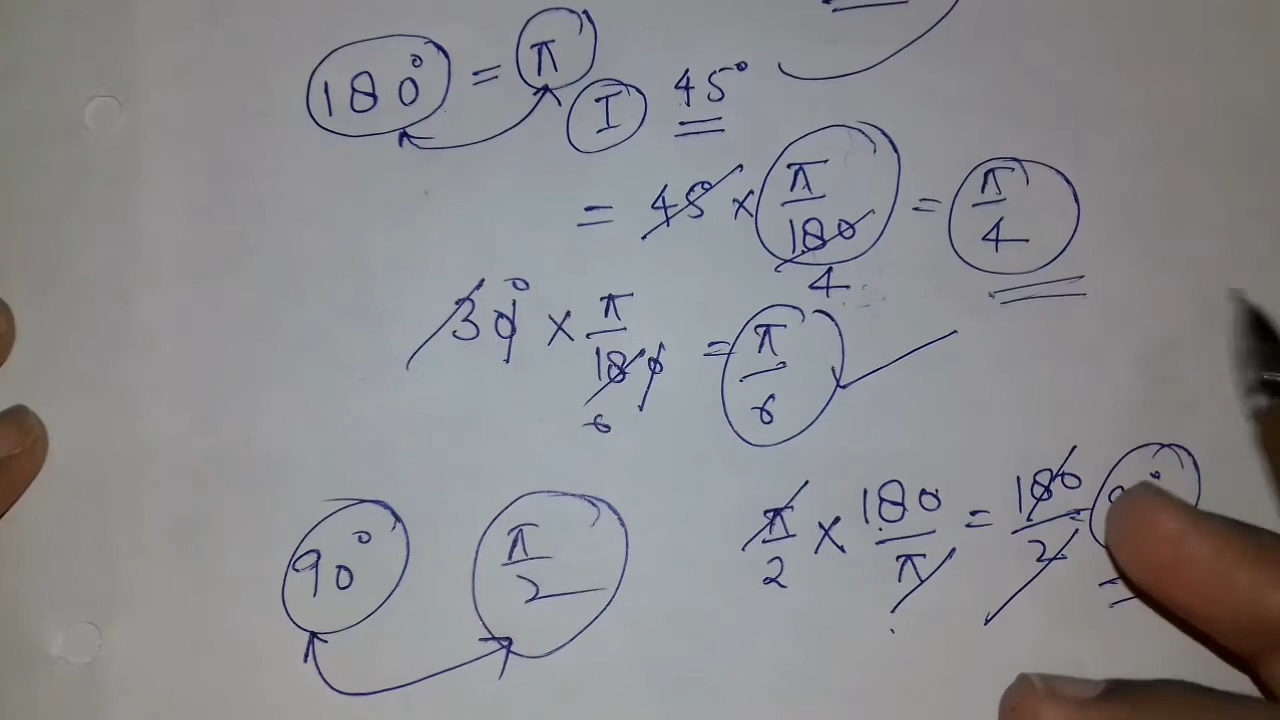 180° = π
I 45°
= 45 × π/180 = π/4
4
30° × π/180 = π/6
6
π/2 × 180/π = 180/2 =
90° π/2